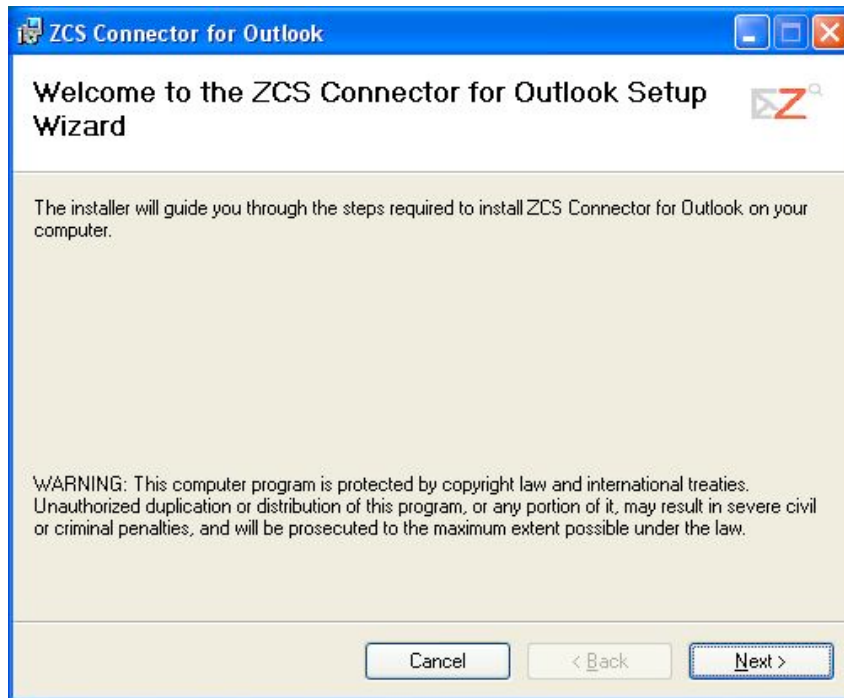 ZCS Connector for Outlook
Welcome to the ZCS Connector for Outlook Setup
Wizard
Z
The installer will guide you through the steps required to install ZCS Connector for Outlook on your
computer.
WARNING: This computer program is protected by copyright law and international treaties.
Unauthorized duplication or distribution of this program, or any portion of it, may result in severe civil
or criminal penalties, and will be prosecuted to the maximum extent possible under the law.
Cancel < Back Next >